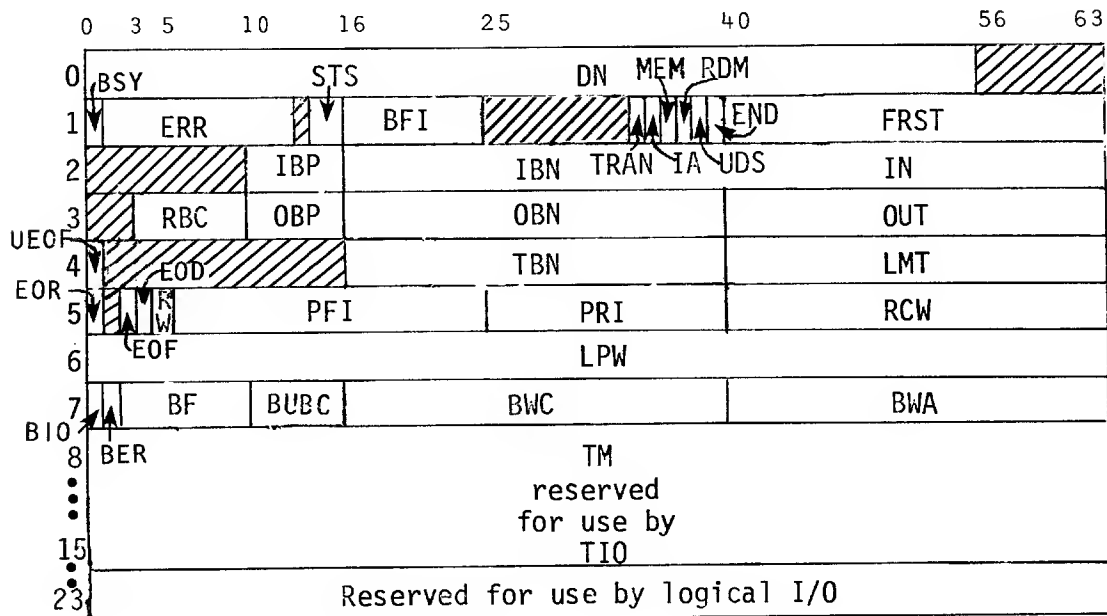 0 3 5 10 16 25 40 56 63
0 DN
BSY STS MEM RDM
1 ERR BFI END FRST
TRAN IA UDS
2 IBP IBN IN
3 RBC OBP OBN OUT
UEOF
4 TBN LMT
EOD
EOR
5 RW PFI PRI RCW
EOF
6 LPW
7 BF BUBC BWC BWA
BIO
BER
8 TM
reserved
for use by
15 TIO
23 Reserved for use by logical I/O